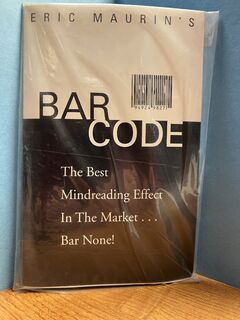 ERIC MAURIN'S
BAR
CODE
The Best
Mindreading Effect
In The Market . . .
Bar None!